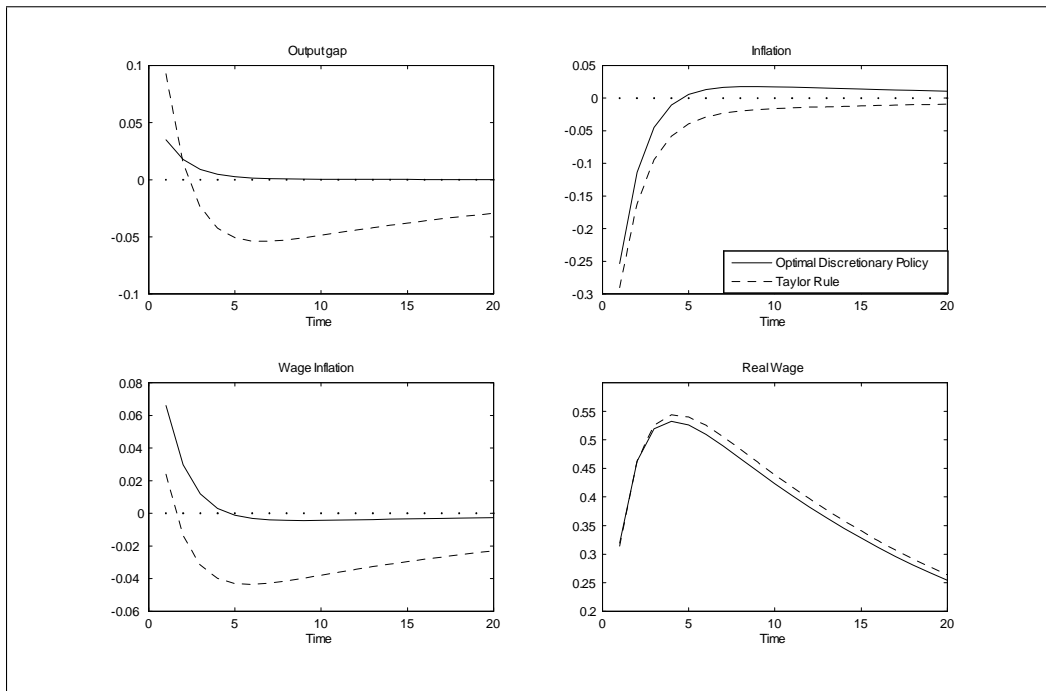 Output gap
0.1
0.05
0
-0.05
-0.1
0 5 10 15 20
Time
Inflation
0.05
0
-0.05
-0.1
-0.15
-0.2
-0.25
-0.3
Optimal Discretionary Policy
Taylor Rule
0 5 10 15 20
Time
Wage Inflation
0.08
0.06
0.04
0.02
0
-0.02
-0.04
-0.06
0 5 10 15 20
Time
Real Wage
0.55
0.5
0.45
0.4
0.35
0.3
0.25
0.2
0 5 10 15 20
Time